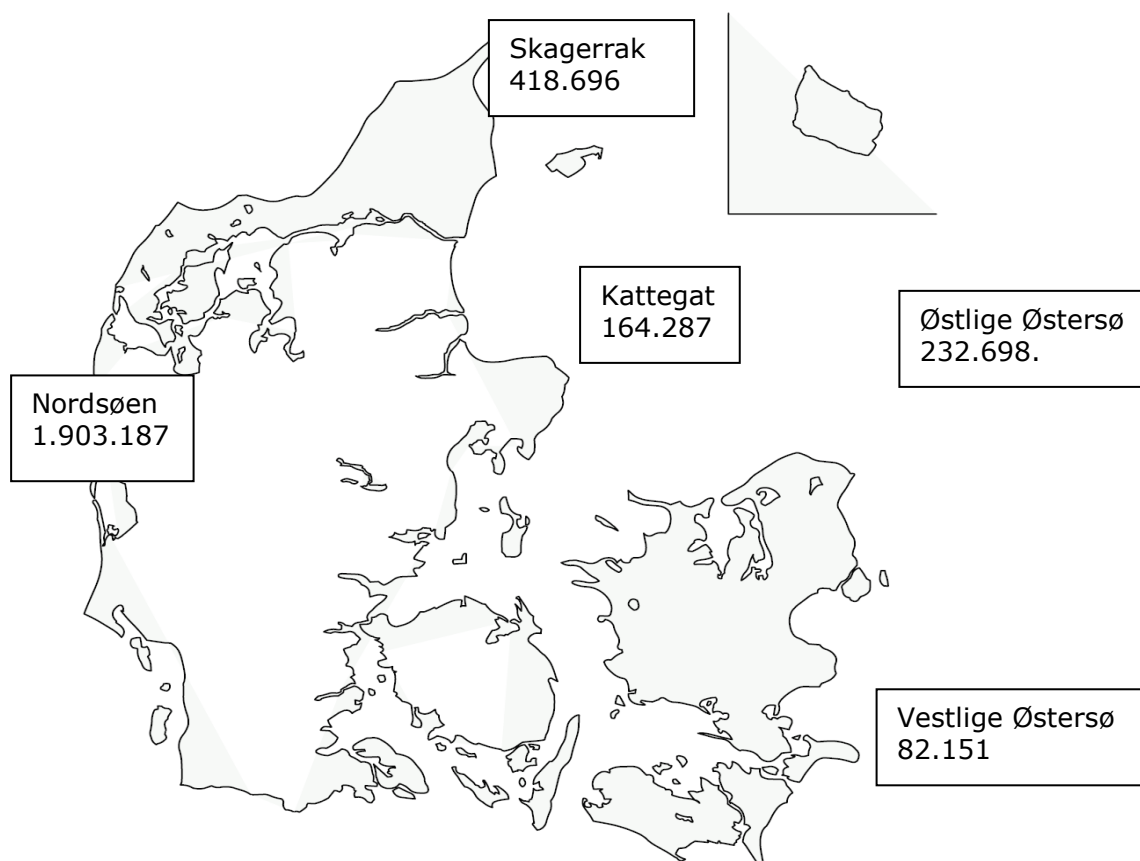 Skagerrak
418.696
Kattegat
164.287
Østlige Østersø
232.698.
Nordsøen
1.903.187
Vestlige Østersø
82.151